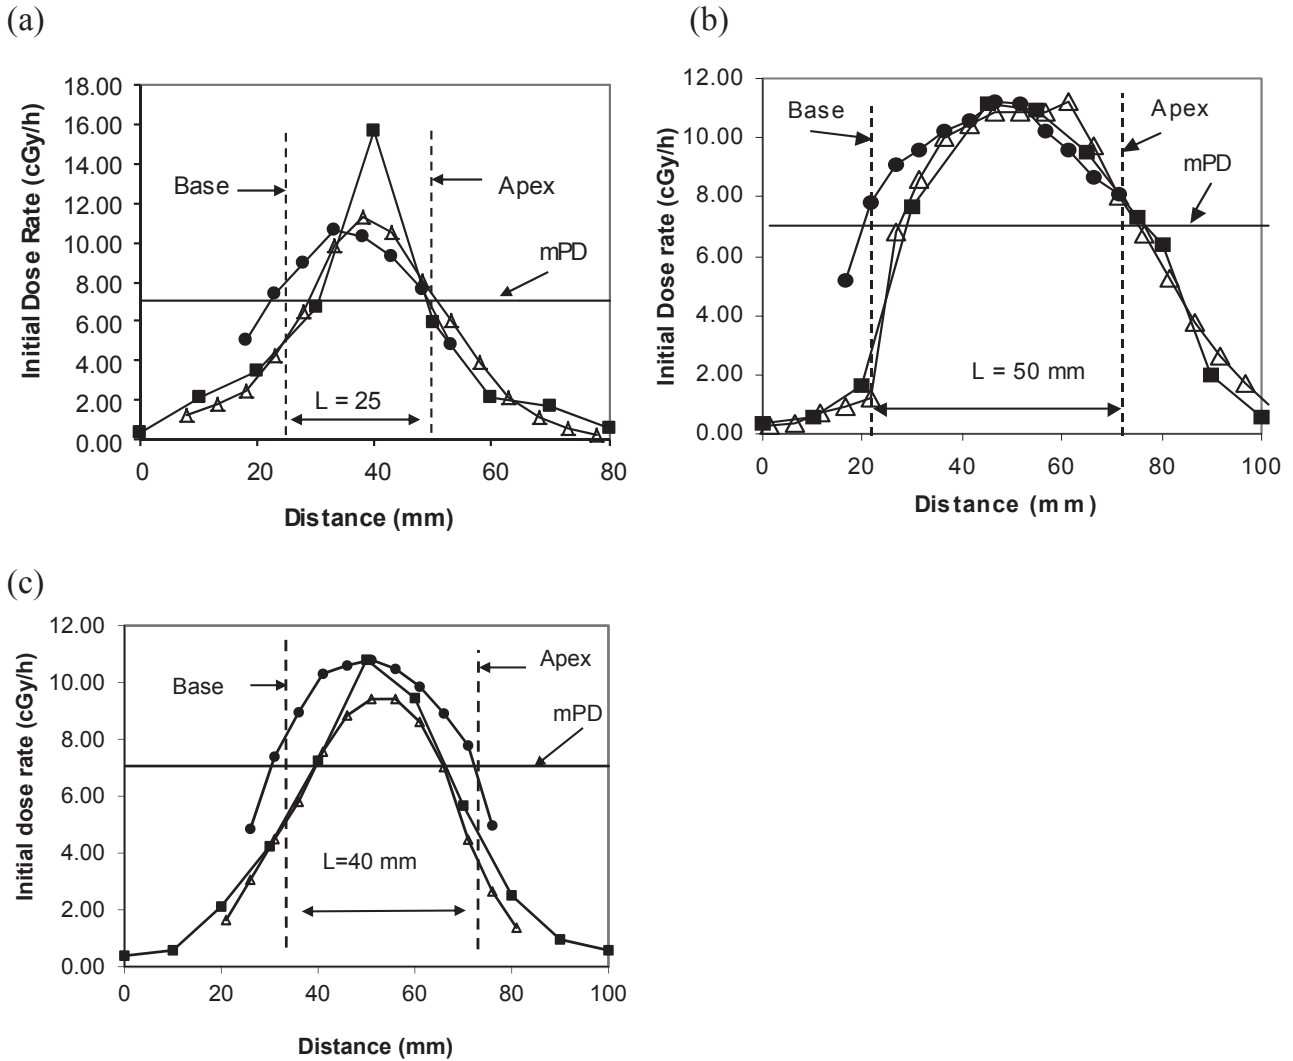 (a)
18.00
16.00
14.00
12.00
10.00
8.00
6.00
4.00
2.00
0.00
Initial Dose Rate (cGy/h)
Base
Apex
mPD
L = 25
0 20 40 60 80
Distance (mm)
(b)
12.00
10.00
8.00
6.00
4.00
2.00
0.00
Initial Dose rate (cGy/h)
Base
Apex
mPD
L = 50 mm
0 20 40 60 80 100
Distance (mm)
(c)
12.00
10.00
8.00
6.00
4.00
2.00
0.00
Initial dose rate (cGy/h)
Base
Apex
mPD
L=40 mm
0 20 40 60 80 100
Distance (mm)